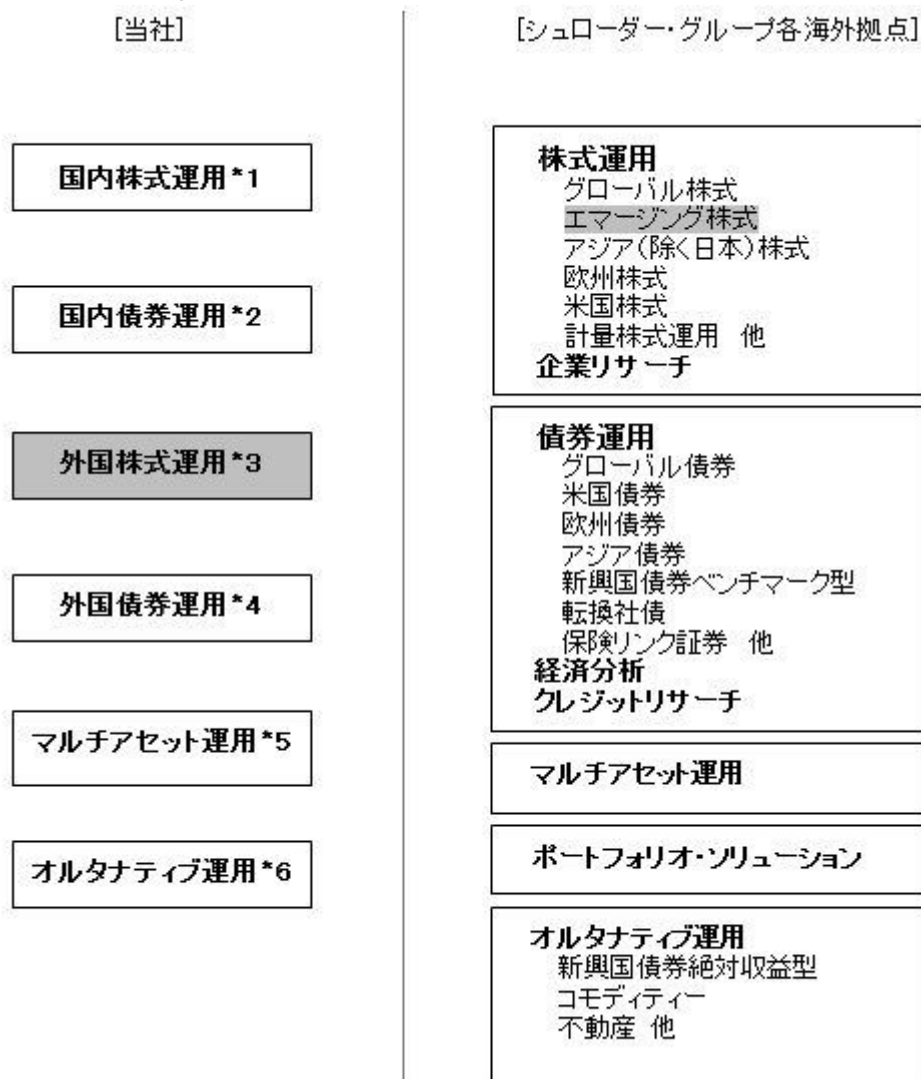 [当社]
国内株式運用*1
国内債券運用*2
外国株式運用*3
外国債券運用*4
マルチアセット運用*5
オルタナティブ運用*6
[シュローダー・グループ各海外拠点]
株式運用
グローバル株式
エマージング株式
アジア(除く日本)株式
欧州株式
米国株式
計量株式運用 他
企業リサーチ
債券運用
グローバル債券
米国債券
欧州債券
アジア債券
新興国債券ベンチマーク型
転換社債
保険リンク証券 他
経済分析
クレジットリサーチ
マルチアセット運用
ポートフォリオ・ソリューション
オルタナティブ運用
新興国債券絶対収益型
コモディティー
不動産 他